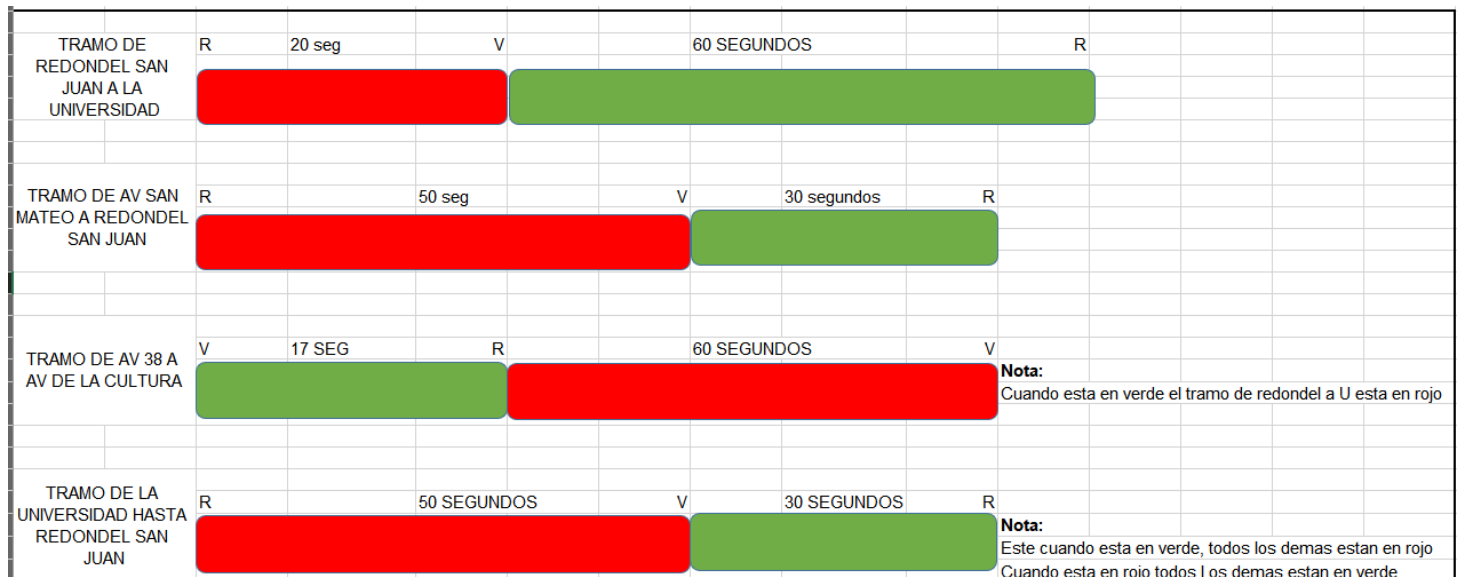 TRAMO DE
REDONDEL SAN
JUAN A LA
UNIVERSIDAD
R 20 seg V 60 SEGUNDOS R
TRAMO DE AV SAN
MATEO A REDONDEL
SAN JUAN
R 50 seg V 30 segundos R
TRAMO DE AV 38 A
AV DE LA CULTURA
V 17 SEG R 60 SEGUNDOS V
Nota:
Cuando esta en verde el tramo de redondel a U esta en rojo
TRAMO DE LA
UNIVERSIDAD HASTA
REDONDEL SAN
JUAN
R 50 SEGUNDOS V 30 SEGUNDOS R
Nota:
Este cuando esta en verde, todos los demas estan en rojo
Cuando esta en rojo todos Los demas estan en verde